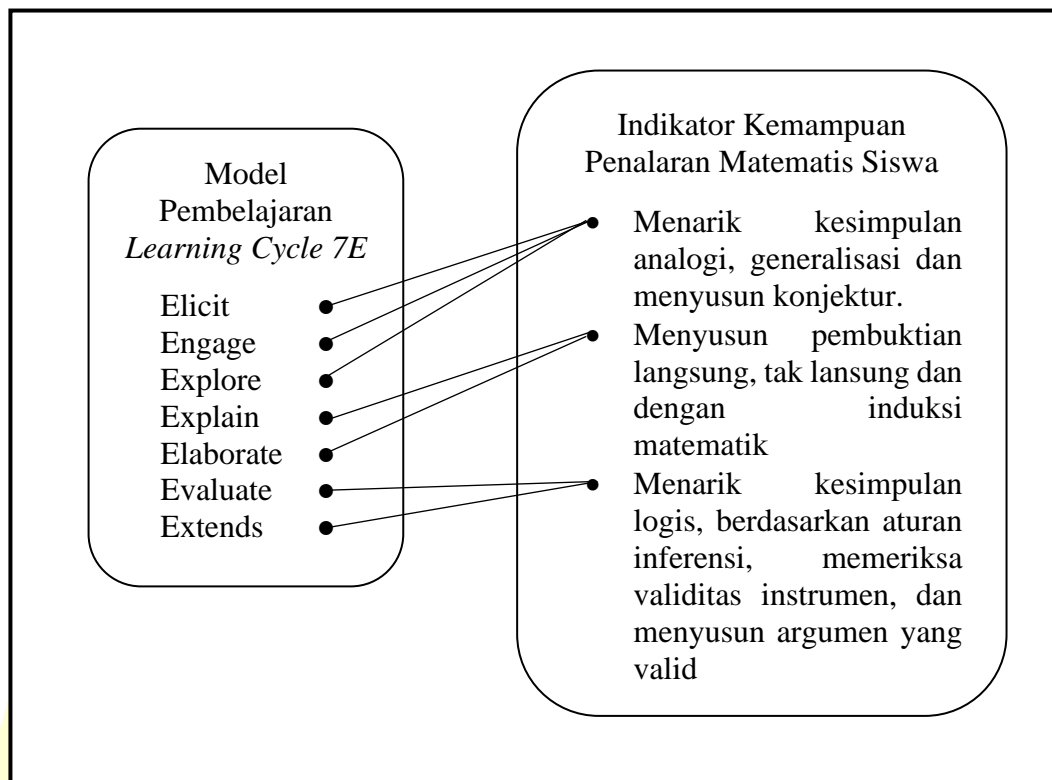 Model
Pembelajaran
Learning Cycle 7E
Elicit
Engage
Explore
Explain
Elaborate
Evaluate
Extends
Indikator Kemampuan
Penalaran Matematis Siswa
Menarik kesimpulan
analogi, generalisasi dan
menyusun konjektur.
Menyusun pembuktian
langsung, tak lansung dan
dengan induksi
matematik
Menarik kesimpulan
logis, berdasarkan aturan
inferensi, memeriksa
validitas instrumen, dan
menyusun argumen yang
valid